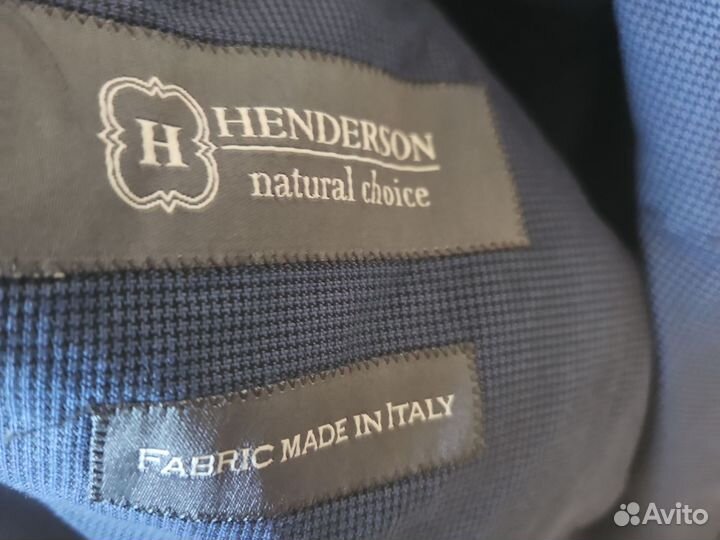 H HENDERSON
natural choice
FABRIC MADE IN ITALY
Avito